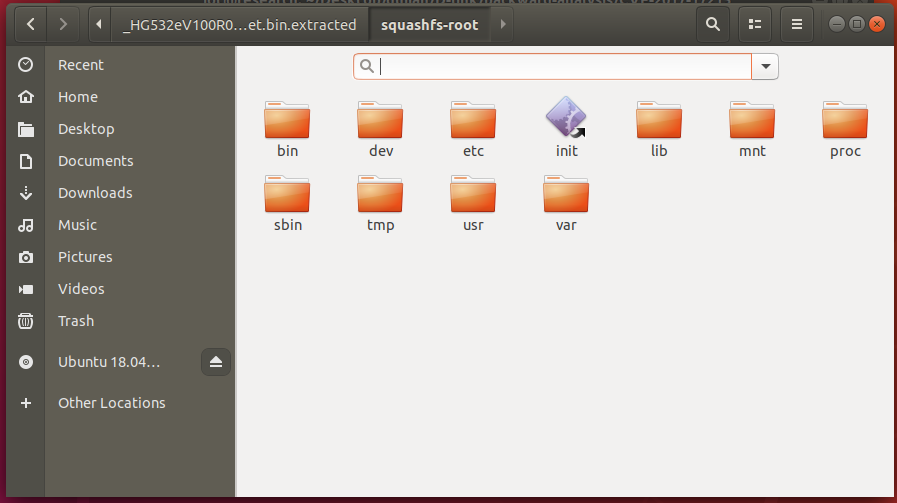 _HG532eV100R0…et.bin.extracted squashfs-root
Recent
Home
Desktop
Documents
Downloads
Music
Pictures
Videos
Trash
Ubuntu 18.04…
Other Locations
bin dev etc init lib mnt proc
sbin tmp usr var